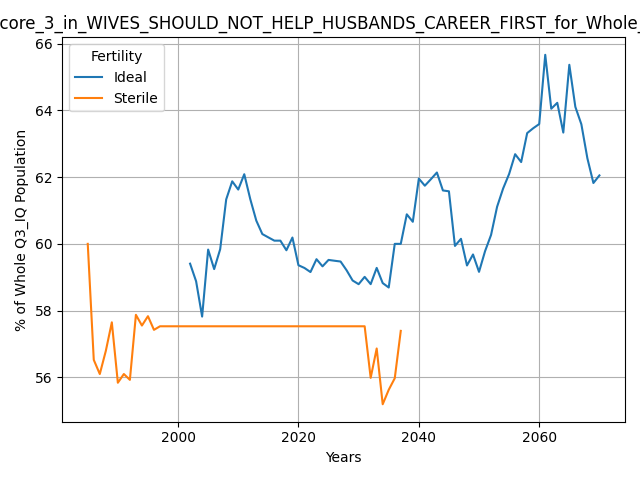 core_3_in_WIVES_SHOULD_NOT_HELP_HUSBANDS_CAREER_FIRST_for_Whole_
66
64
62
60
58
56
% of Whole Q3_IQ Population
Fertility
Ideal
Sterile
2000
2020
2040
2060
Years